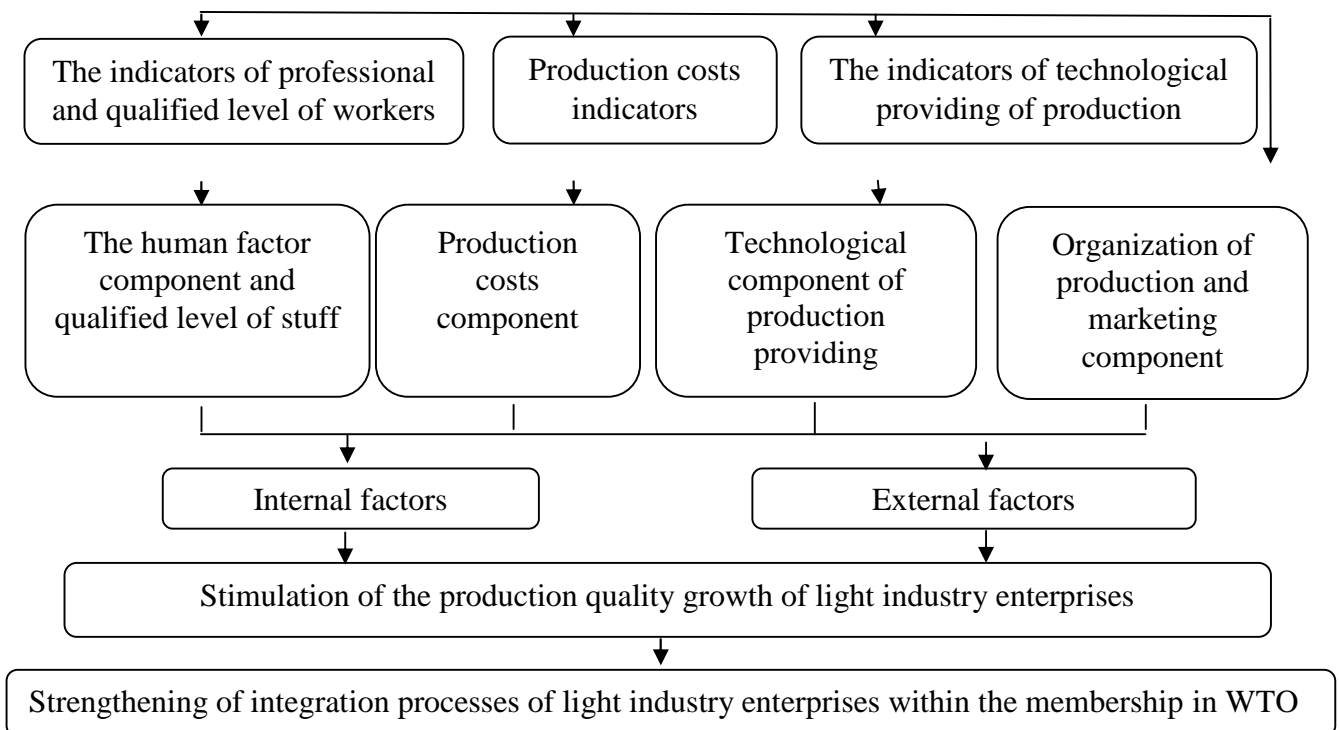 The indicators of professional
and qualified level of workers
Production costs
indicators
The indicators of technological
providing of production
The human factor
component and
qualified level of stuff
Production
costs
component
Technological
component of
production
providing
Organization of
production and
marketing
component
Internal factors
External factors
Stimulation of the production quality growth of light industry enterprises
Strengthening of integration processes of light industry enterprises within the membership in WTO